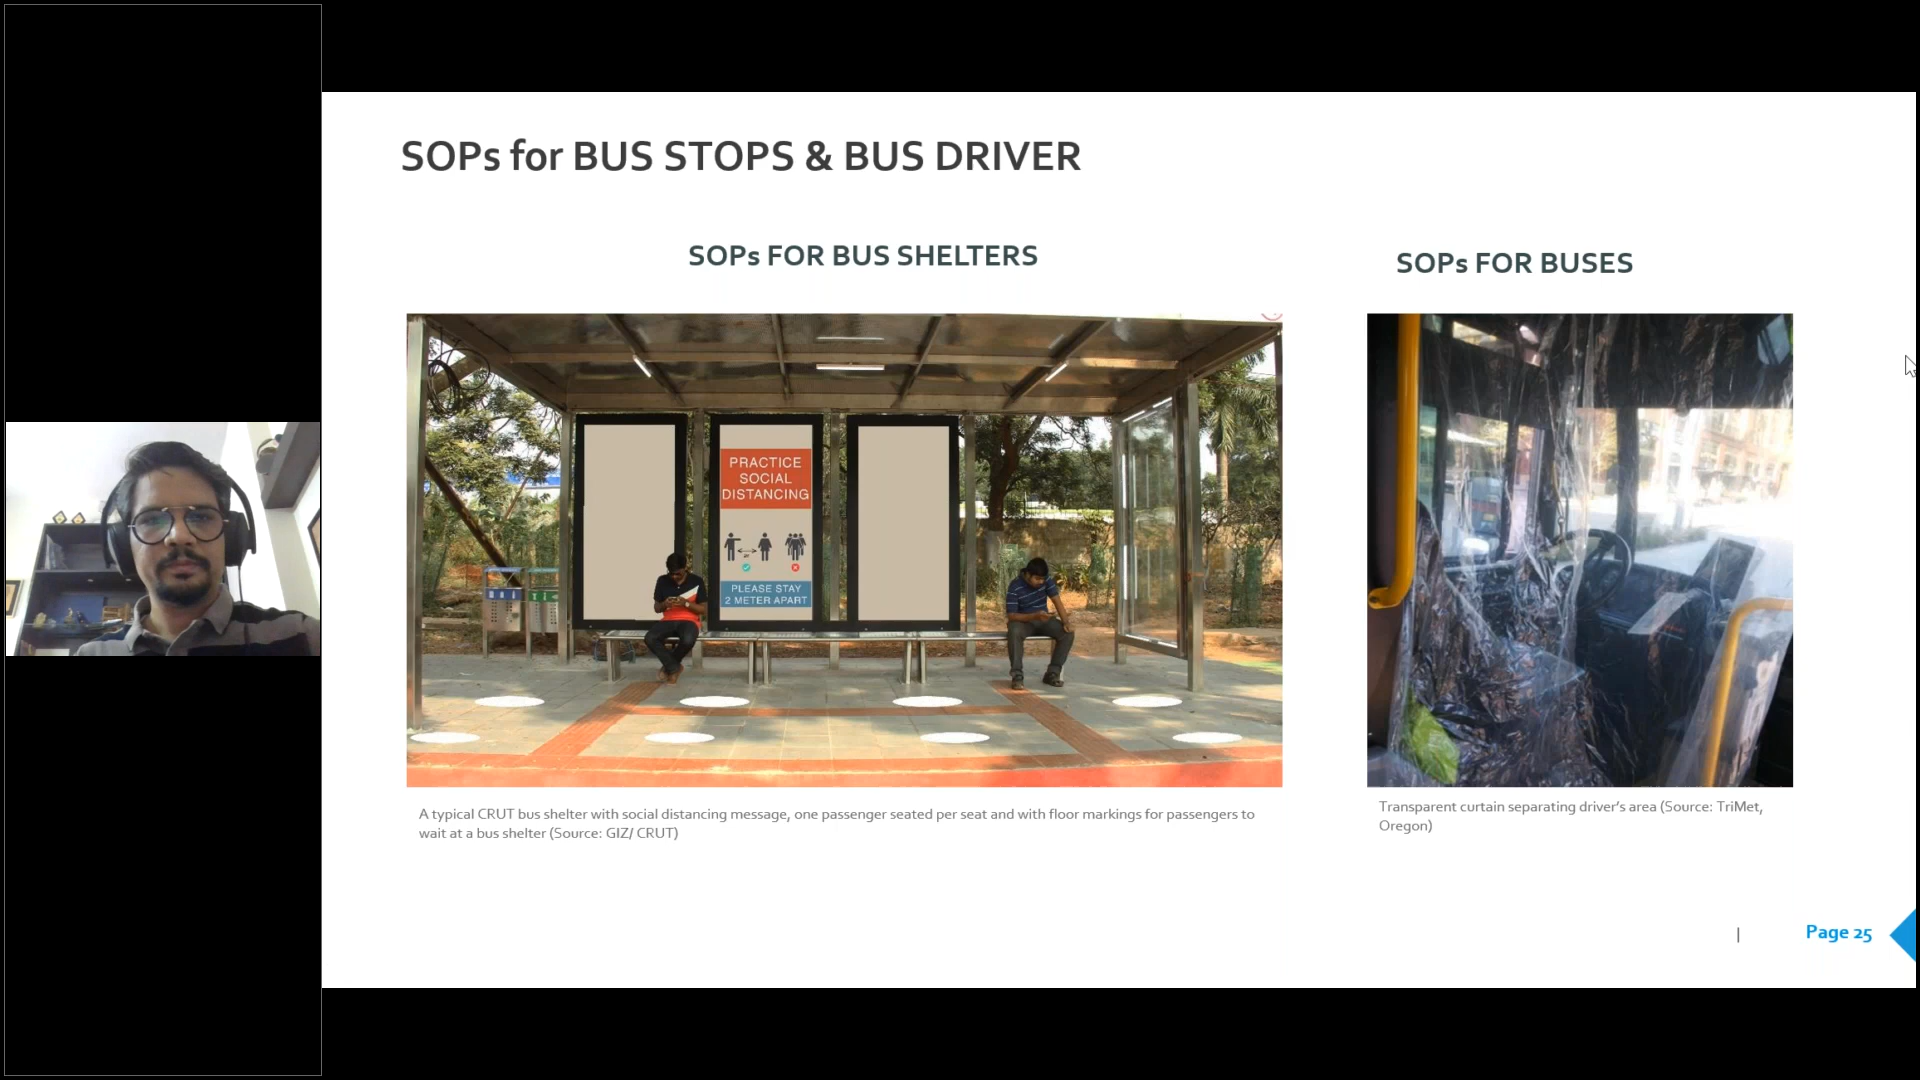 SOPs for BUS STOPS & BUS DRIVER
SOPs FOR BUS SHELTERS
SOPs FOR BUSES
PRACTICE
SOCIAL
DISTANCING
PLEASE STAY
2 METER APART
A typical CRUT bus shelter with social distancing message, one passenger seated per seat and with floor markings for passengers to
wait at a bus shelter (Source: GIZ/ CRUT)
Transparent curtain separating driver's area (Source: TriMet,
Oregon)
| Page 25